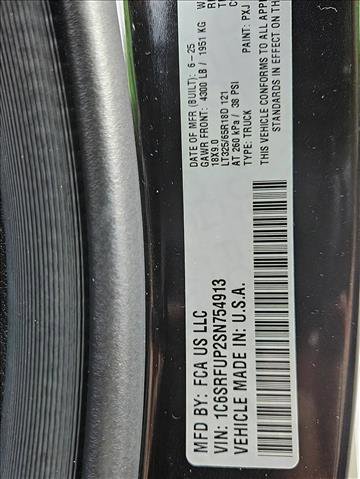 MFD BY: FCA US LLC
VIN: 1C6SRFUP2SN754913
VEHICLE MADE IN: U.S.A.
DATE OF MFR (BUILT): 6-25
GAWR FRONT: 4300 LB / 1951 KG
18X9.0
LT325/65R18D 121
AT 260 kPa / 38 PSI
TYPE: TRUCK
PAINT: PXJ
THIS VEHICLE CONFORMS TO ALL APPL
STANDARDS IN EFFECT ON THE